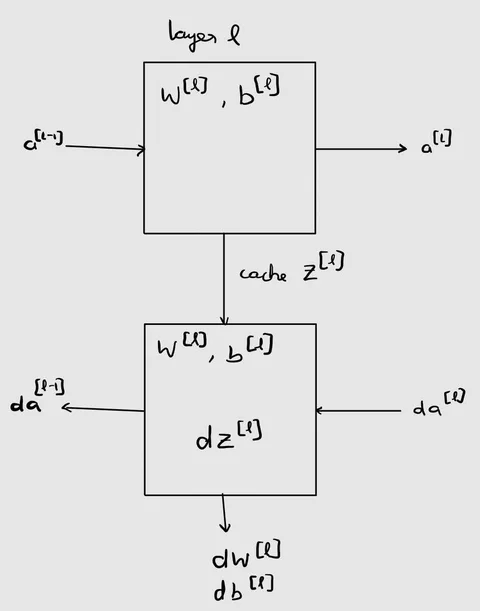 layer l
W[l], b[l]
a[l-1]
a[l]
cache z[l]
W[l], b[l]
da[l-1]
da[l]
dz[l]
dW[l]
db[l]